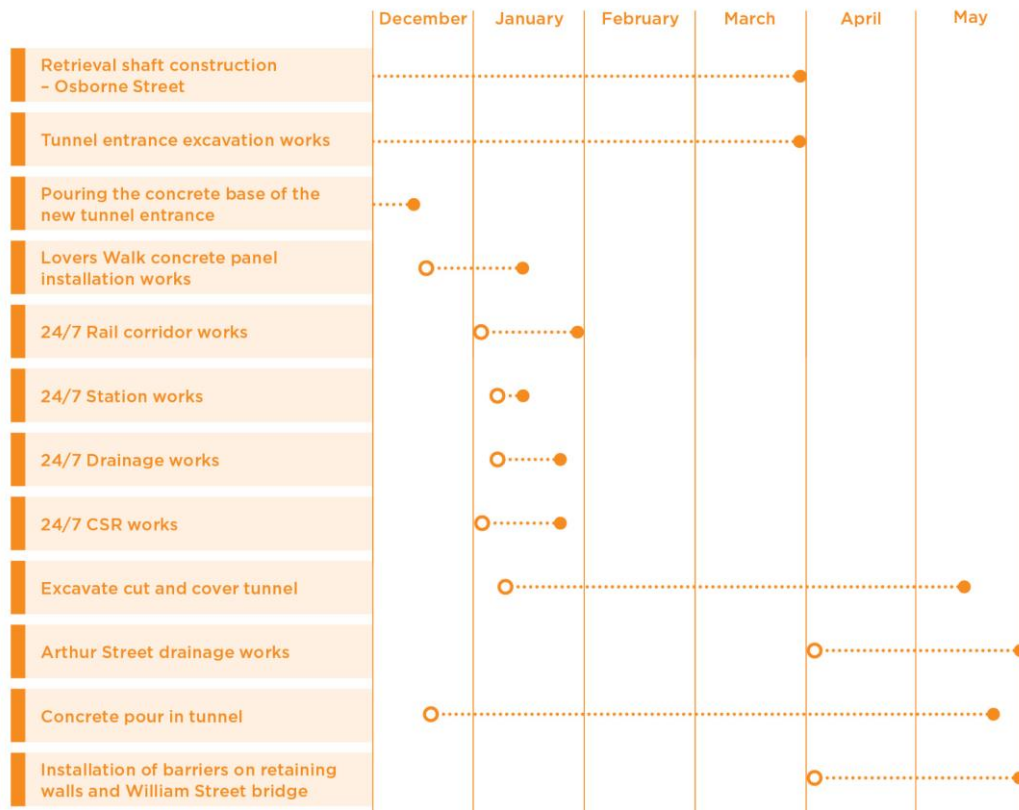 December January February March April May
Retrieval shaft construction
– Osborne Street
Tunnel entrance excavation works
Pouring the concrete base of the
new tunnel entrance
Lovers Walk concrete panel
installation works
24/7 Rail corridor works
24/7 Station works
24/7 Drainage works
24/7 CSR works
Excavate cut and cover tunnel
Arthur Street drainage works
Concrete pour in tunnel
Installation of barriers on retaining
walls and William Street bridge